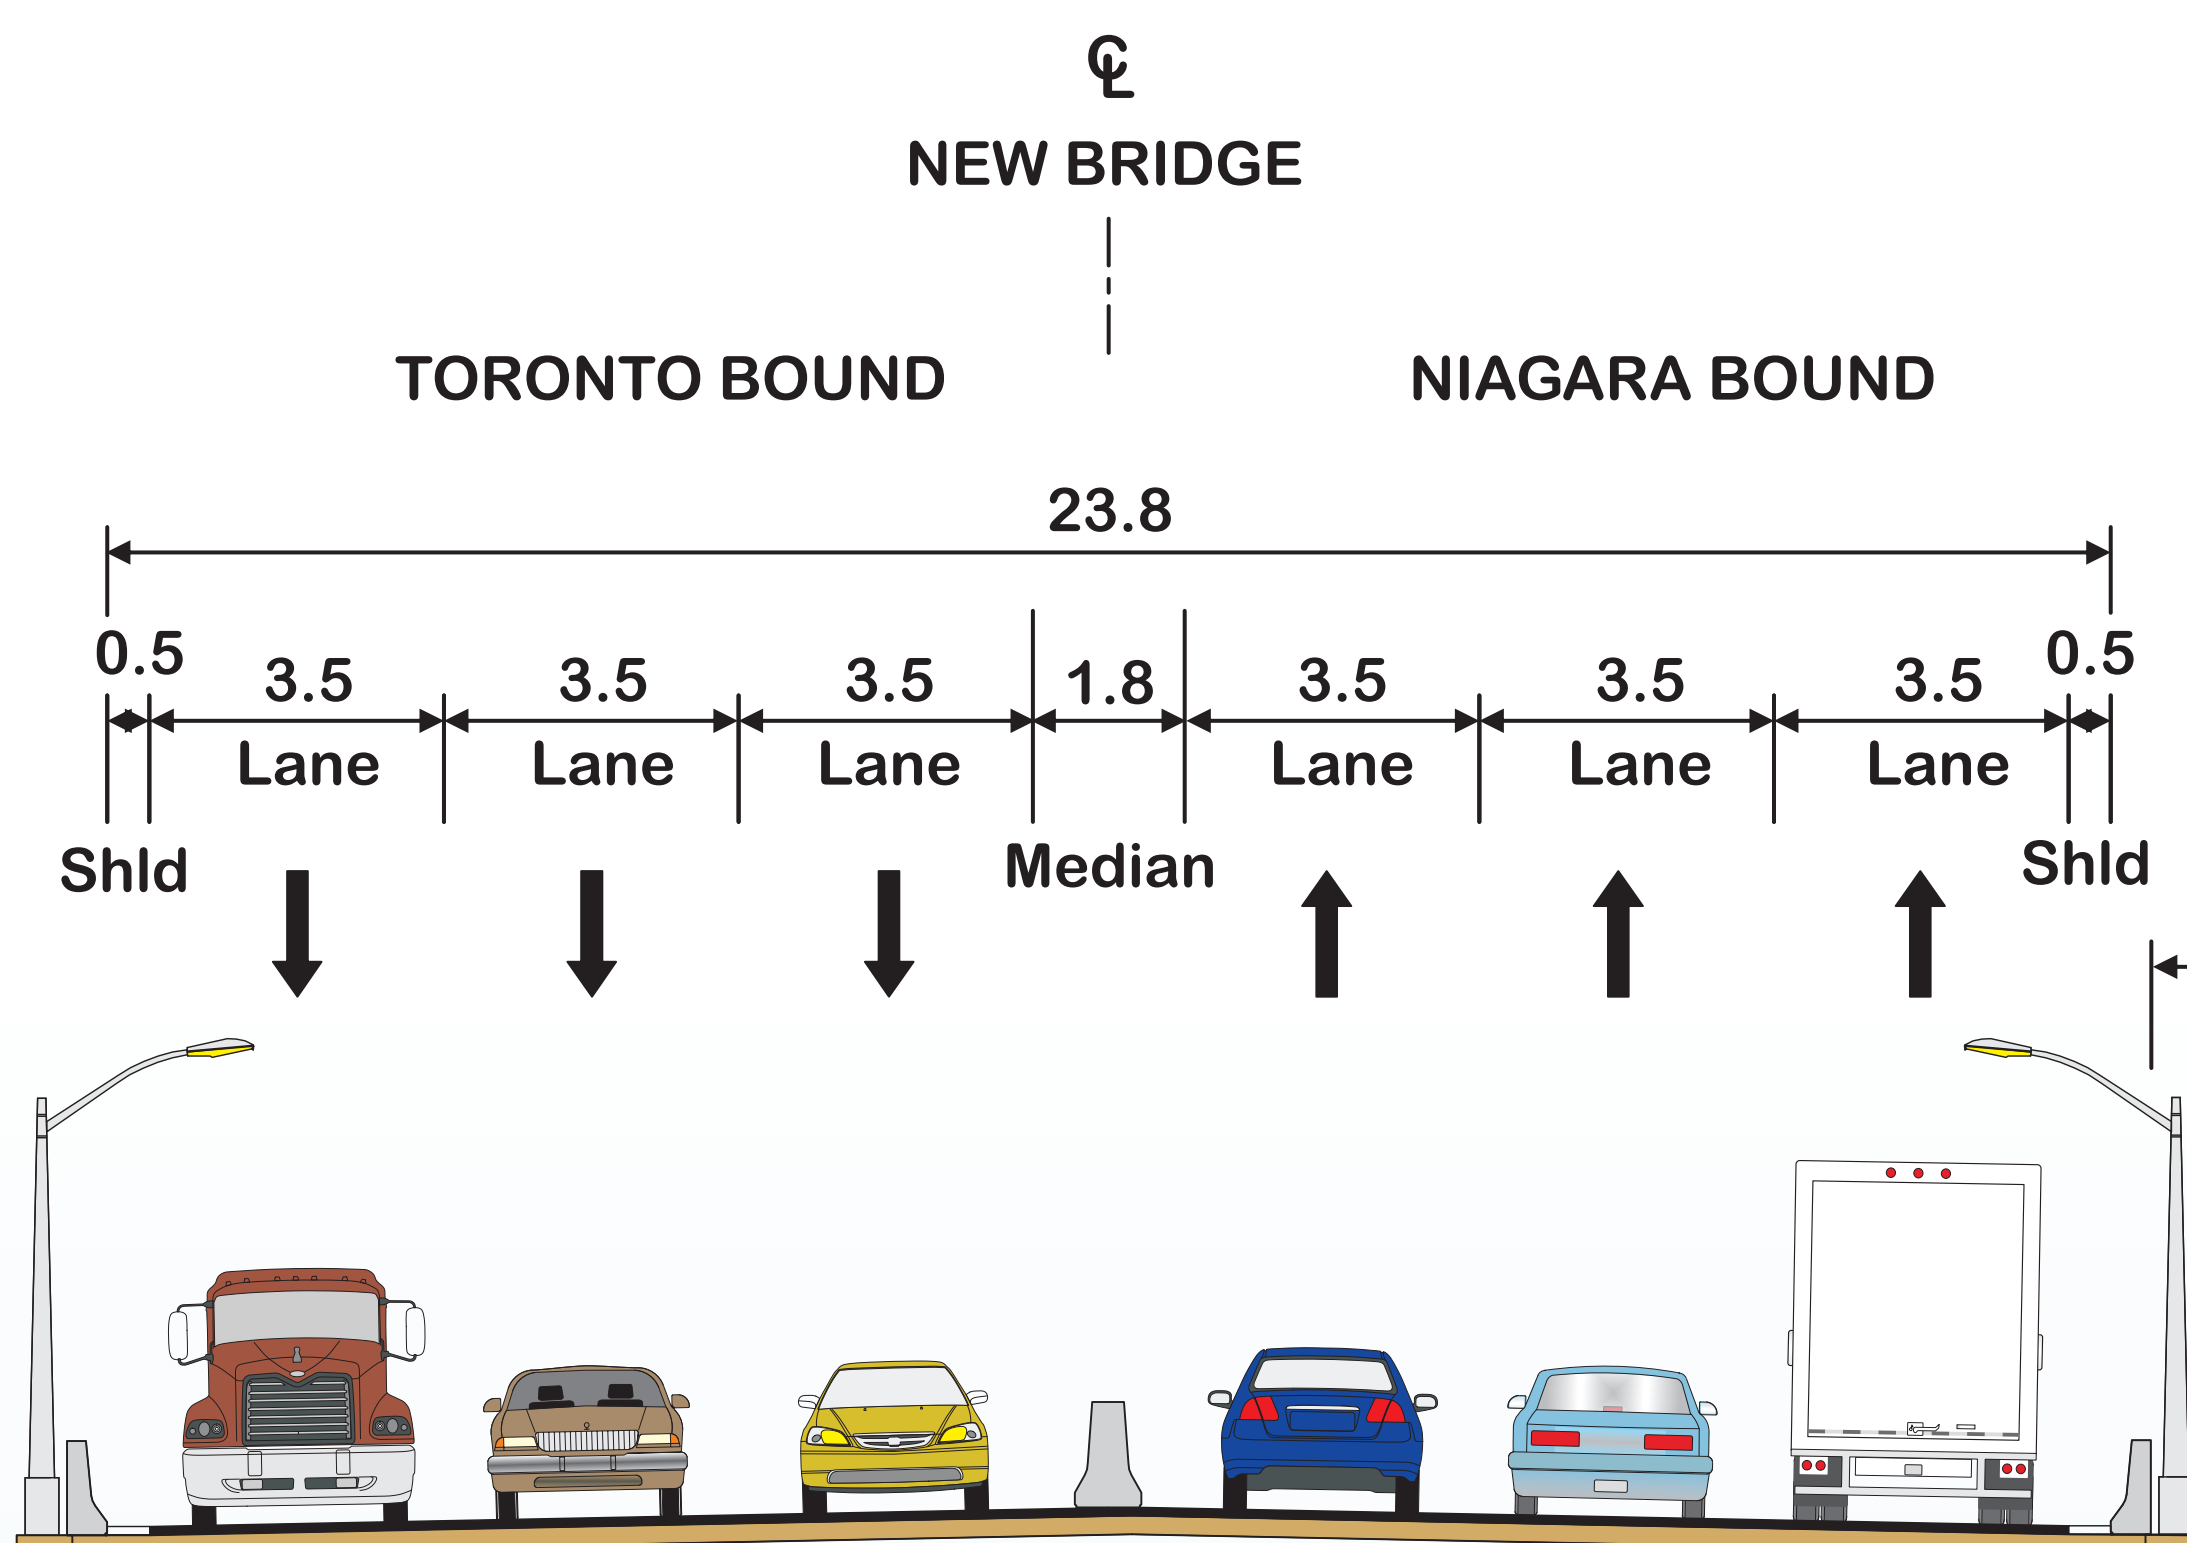 ℄
NEW BRIDGE
TORONTO BOUND
NIAGARA BOUND
23.8
0.5
3.5
3.5
3.5
1.8
3.5
3.5
3.5
0.5
Lane
Lane
Lane
Lane
Lane
Lane
Shld
Median
Shld